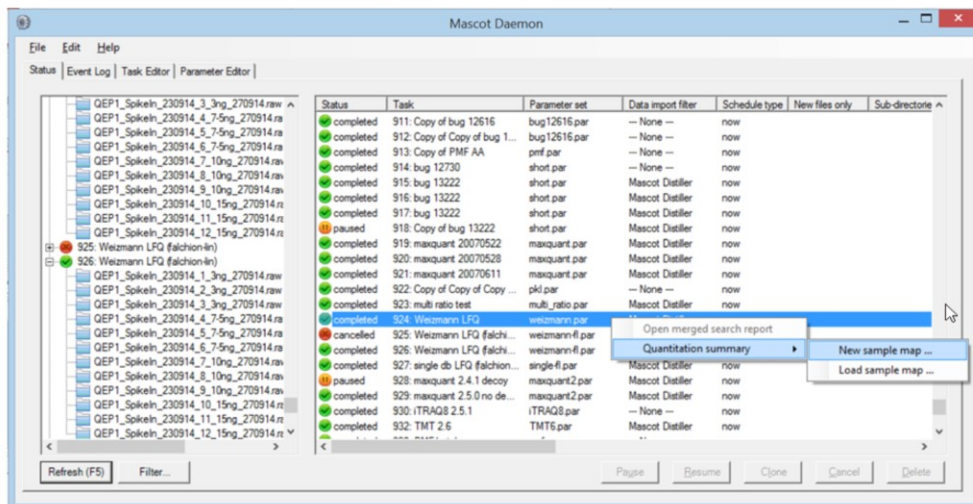 Mascot Daemon
File Edit Help
Status Event Log Task Editor Parameter Editor
QEP1_SpikeIn_230914_3_3ng_270914.raw
QEP1_SpikeIn_230914_4_7-5ng_270914.ra
QEP1_SpikeIn_230914_5_7-5ng_270914.ra
QEP1_SpikeIn_230914_6_7-5ng_270914.ra
QEP1_SpikeIn_230914_7_10ng_270914.rav
QEP1_SpikeIn_230914_8_10ng_270914.rav
QEP1_SpikeIn_230914_9_10ng_270914.rav
QEP1_SpikeIn_230914_10_15ng_270914.ra
QEP1_SpikeIn_230914_11_15ng_270914.ra
QEP1_SpikeIn_230914_12_15ng_270914.ra
925: Weizmann LFQ (falchion-lin)
926: Weizmann LFQ (falchion-lin)
QEP1_SpikeIn_230914_1_3ng_270914.raw
QEP1_SpikeIn_230914_2_3ng_270914.raw
QEP1_SpikeIn_230914_3_3ng_270914.raw
QEP1_SpikeIn_230914_4_7-5ng_270914.ra
QEP1_SpikeIn_230914_5_7-5ng_270914.ra
QEP1_SpikeIn_230914_6_7-5ng_270914.ra
QEP1_SpikeIn_230914_7_10ng_270914.rav
QEP1_SpikeIn_230914_8_10ng_270914.rav
QEP1_SpikeIn_230914_9_10ng_270914.rav
QEP1_SpikeIn_230914_10_15ng_270914.ra
QEP1_SpikeIn_230914_11_15ng_270914.ra
QEP1_SpikeIn_230914_12_15ng_270914.ra
Status Task Parameter set Data import filter Schedule type New files only Sub-directorie
completed 911: Copy of bug 12616 bug12616.par --- None --- now
completed 912: Copy of Copy of bug 1... bug12616.par --- None --- now
completed 913: Copy of PMF AA pmf.par --- None --- now
completed 914: bug 12730 short.par --- None --- now
completed 915: bug 13222 short.par Mascot Distiller now
completed 916: bug 13222 short.par Mascot Distiller now
completed 917: bug 13222 short.par Mascot Distiller now
paused 918: Copy of bug 13222 short.par Mascot Distiller now
completed 919: maxquant 20070522 maxquant.par Mascot Distiller now
completed 920: maxquant 20070528 maxquant.par Mascot Distiller now
completed 921: maxquant 20070611 maxquant.par Mascot Distiller now
completed 922: Copy of Copy of Copy ... pkl.par --- None --- now
completed 923: multi ratio test multi_ratio.par Mascot Distiller now
completed 924: Weizmann LFQ weizmann.par
cancelled 925: Weizmann LFQ (falchi... weizmann-fl.par
completed 926: Weizmann LFQ (falchi... weizmann-fl.par
completed 927: single db LFQ (falchion... single-fl.par Mascot Distiller now
paused 928: maxquant 2.4.1 decoy maxquant2.par Mascot Distiller now
completed 929: maxquant 2.5.0 no de... maxquant2.par Mascot Distiller now
completed 930: iTRAQ8 2.5.1 iTRAQ8.par --- None --- now
completed 932: TMT 2.6 TMT6.par Mascot Distiller now
Open merged search report
Quantitation summary
New sample map ...
Load sample map ...
Refresh (F5) Filter... Pause Resume Clone Cancel Delete